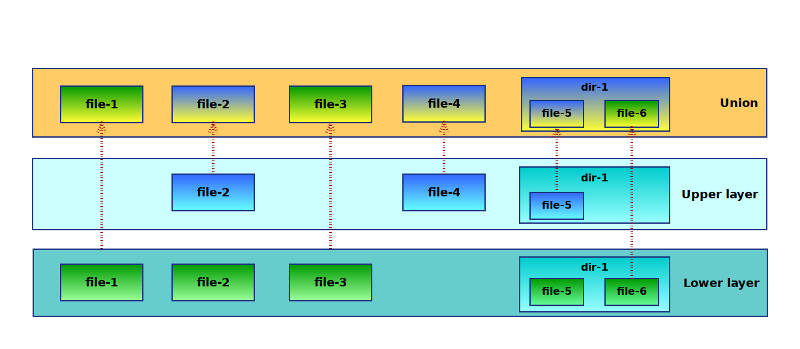 file-1
file-2
file-3
file-4
dir-1
file-5
file-6
Union
file-2
file-4
dir-1
file-5
Upper layer
file-1
file-2
file-3
dir-1
file-5
file-6
Lower layer